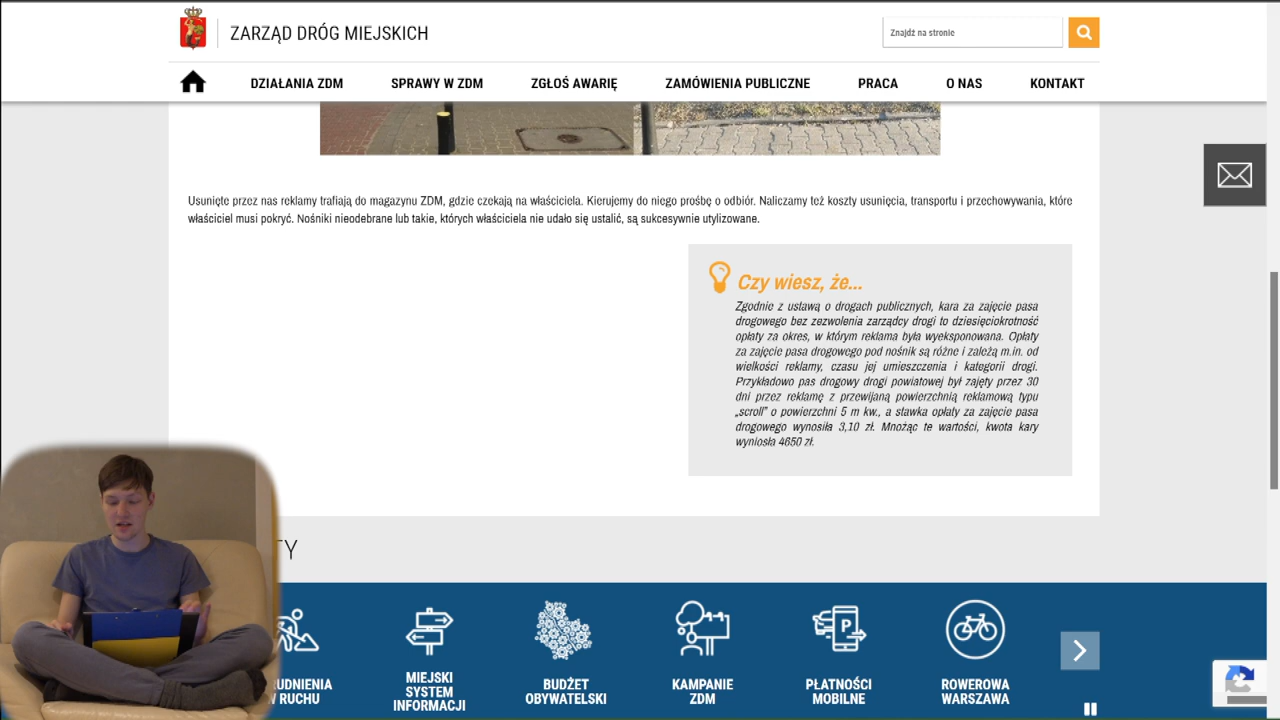 ZARZĄD DRÓG MIEJSKICH
Znajdź na stronie
DZIAŁANIA ZDM
SPRAWY W ZDM
ZGŁOŚ AWARIĘ
ZAMÓWIENIA PUBLICZNE
PRACA
O NAS
KONTAKT
Usunięte przez nas reklamy trafiają do magazynu ZDM, gdzie czekają na właściciela. Kierujemy do niego prośbę o odbiór. Naliczamy też koszty usunięcia, transportu i przechowywania, które
właściciel musi pokryć. Nośniki nieodebrane lub takie, których właściciela nie udało się ustalić, są sukcesywnie utylizowane.
Czy wiesz, że...
Zgodnie z ustawą o drogach publicznych, kara za zajęcie pasa
drogowego bez zezwolenia zarządcy drogi to dziesięciokrotność
opłaty za okres, w którym reklama była wyeksponowana. Opłaty
za zajęcie pasa drogowego pod nośnik są różne i zależą m.in. od
wielkości reklamy, czasu jej umieszczenia i kategorii drogi.
Przykładowo pas drogowy drogi powiatowej był zajęty przez 30
dni przez reklamę z przewijaną powierzchnią reklamową typu
„scroll” o powierzchni 5 m kw., a stawka opłaty za zajęcie pasa
drogowego wynosiła 3,10 zł. Mnożąc te wartości, kwota kary
wyniosła 4650 zł.
TY
UDNIENIA
RUCHU
MIEJSKI
SYSTEM
INFORMACJI
BUDŻET
OBYWATELSKI
KAMPANIE
ZDM
P
PŁATNOŚCI
MOBILNE
ROWEROWA
WARSZAWA